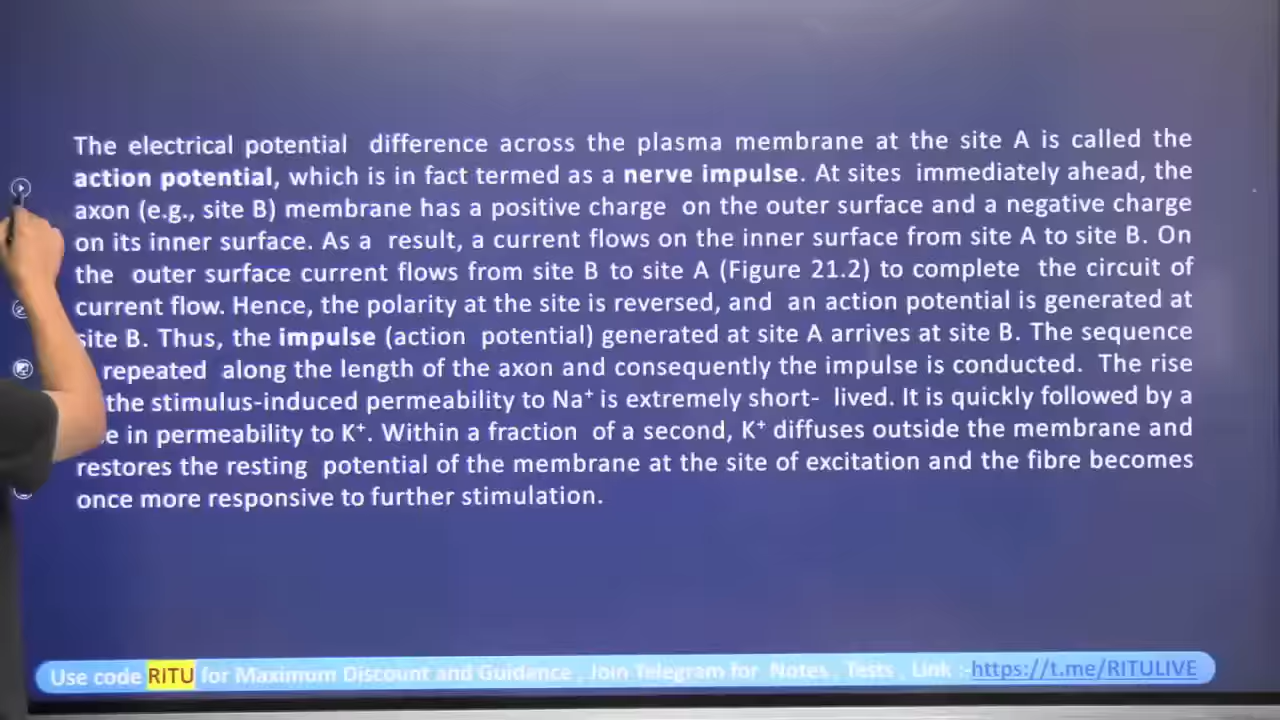 The electrical potential difference across the plasma membrane at the site A is called the
action potential, which is in fact termed as a nerve impulse. At sites immediately ahead, the
axon (e.g., site B) membrane has a positive charge on the outer surface and a negative charge
on its inner surface. As a result, a current flows on the inner surface from site A to site B. On
the outer surface current flows from site B to site A (Figure 21.2) to complete the circuit of
current flow. Hence, the polarity at the site is reversed, and an action potential is generated at
site B. Thus, the impulse (action potential) generated at site A arrives at site B. The sequence
repeated along the length of the axon and consequently the impulse is conducted. The rise
the stimulus-induced permeability to Na⁺ is extremely short- lived. It is quickly followed by a
in permeability to K⁺. Within a fraction of a second, K⁺ diffuses outside the membrane and
restores the resting potential of the membrane at the site of excitation and the fibre becomes
once more responsive to further stimulation.
Use code RITU for Maximum Discount and Guidance , Join Telegram for Notes , Tests , Link :-https://t.me/RITULIVE